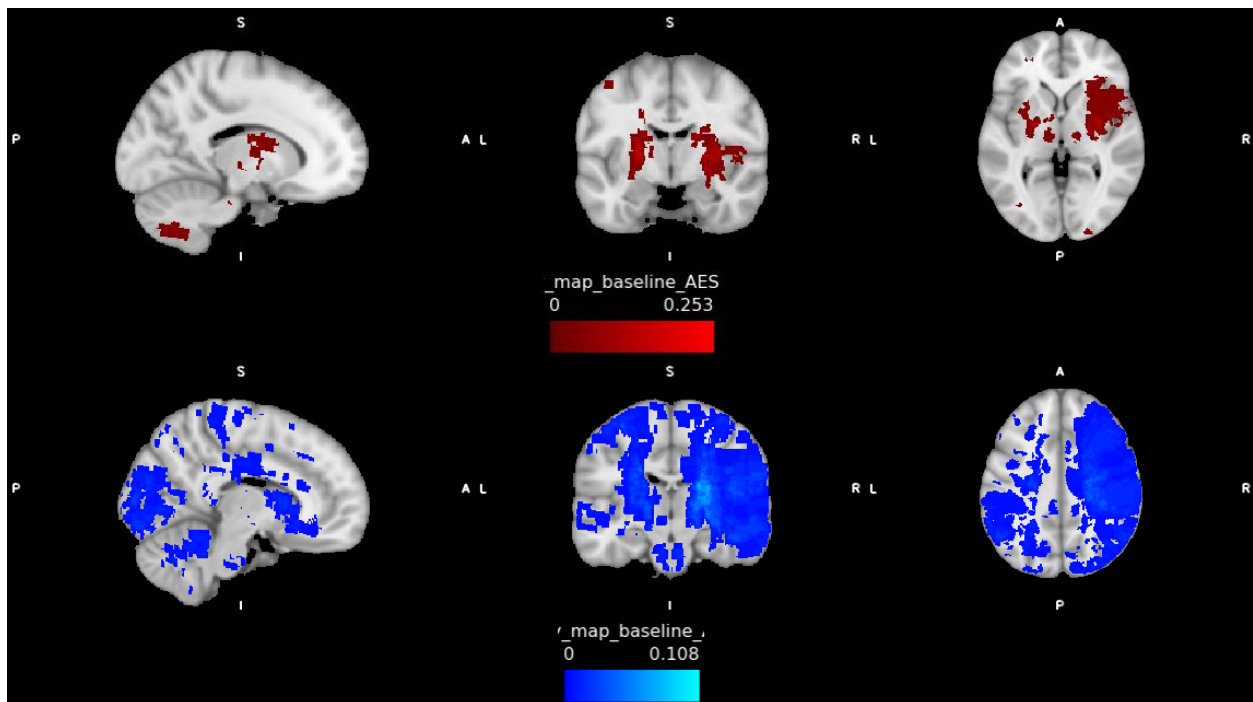 S S A
P A L R L R
I I P
_map_baseline_AES
0 0.253
S S A
P A L R L R
I I P
_map_baseline_
0 0.108